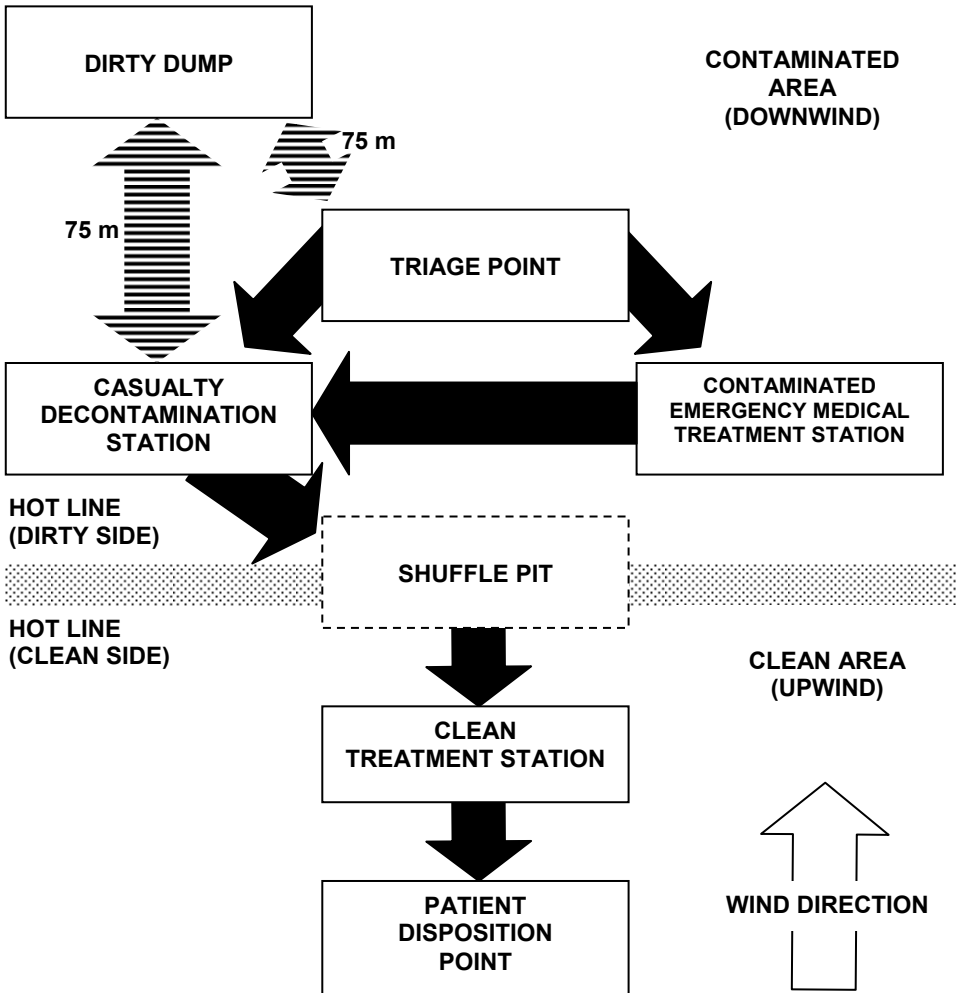 DIRTY DUMP
CONTAMINATED
AREA
(DOWNWIND)
75 m
75 m
TRIAGE POINT
CASUALTY
DECONTAMINATION
STATION
CONTAMINATED
EMERGENCY MEDICAL
TREATMENT STATION
HOT LINE
(DIRTY SIDE)
SHUFFLE PIT
HOT LINE
(CLEAN SIDE)
CLEAN AREA
(UPWIND)
CLEAN
TREATMENT STATION
PATIENT
DISPOSITION
POINT
WIND DIRECTION